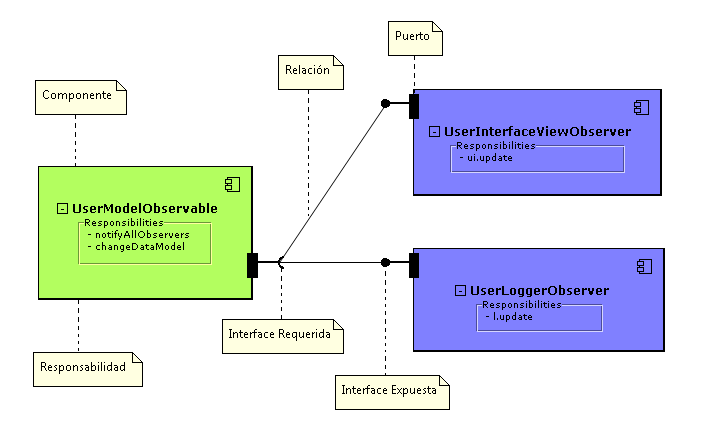 Puerto
Relación
Componente
UserInterfaceViewObserver
Responsibilities
- ui.update
UserModelObservable
Responsibilities
- notifyAllObservers
- changeDataModel
UserLoggerObserver
Responsibilities
- l.update
Interface Requerida
Responsabilidad
Interface Expuesta